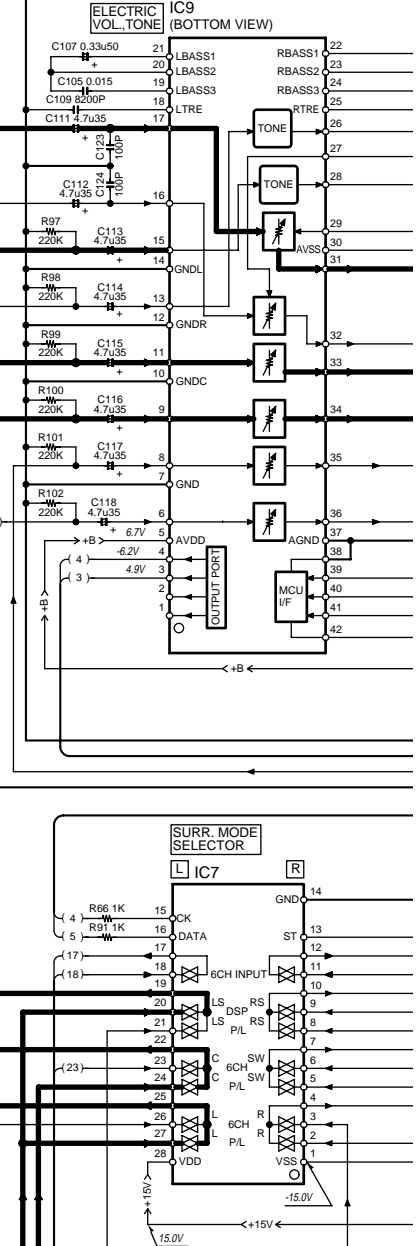 ELECTRIC
VOL.,TONE
IC9
(BOTTOM VIEW)
C107 0.33u50
+
21
LBASS1
RBASS1
22
20
LBASS2
RBASS2
23
C105 0.015
19
LBASS3
RBASS3
24
C109 8200P
18
LTRE
RTRE
25
C111 4.7u35
+
17
TONE
26
C123
100P
27
C124
100P
TONE
28
C112
4.7u35
+
16
29
R97
220K
C113
4.7u35
+
15
AVSS
30
14
GNDL
31
R98
220K
C114
4.7u35
+
13
12
GNDR
32
R99
220K
C115
4.7u35
+
11
33
10
GNDC
R100
220K
C116
4.7u35
+
9
34
R101
220K
C117
4.7u35
+
8
35
7
GND
R102
220K
C118
4.7u35
+
6
36
6.7V
+B
5
AVDD
AGND
37
-6.2V
4
4
38
4.9V
3
3
39
2
40
1
41
42
OUTPUT PORT
MCU
I/F
+B
+B
SURR. MODE
SELECTOR
L
IC7
R
GND
14
4
R66 1K
15
CK
5
R91 1K
16
DATA
ST
13
17
17
12
18
18
6CH INPUT
11
19
10
20
LS
DSP
RS
9
21
LS
P/L
RS
8
22
7
23
23
C
6CH
SW
6
24
C
P/L
SW
5
25
4
26
L
6CH
R
3
27
L
P/L
R
2
28
VDD
VSS
1
+15V
-15.0V
+15V
15.0V